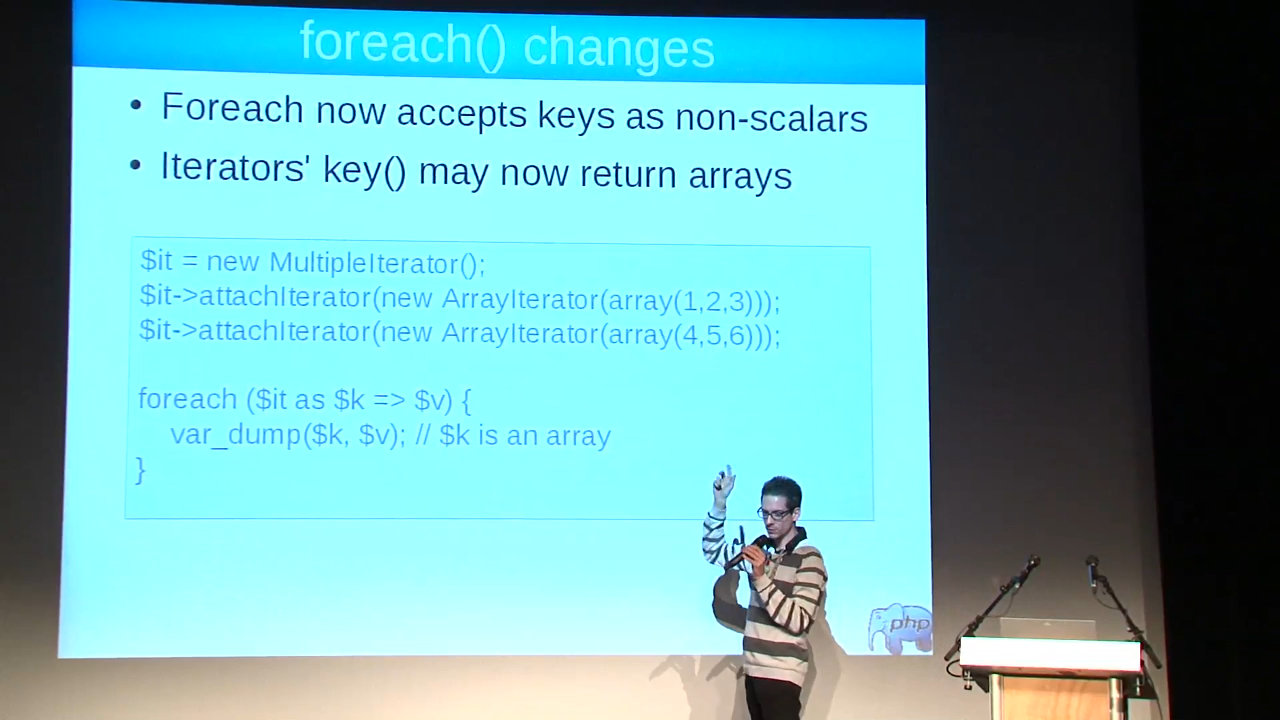 foreach() changes
• Foreach now accepts keys as non-scalars
• Iterators' key() may now return arrays
$it = new MultipleIterator();
$it->attachIterator(new ArrayIterator(array(1,2,3)));
$it->attachIterator(new ArrayIterator(array(4,5,6)));
foreach ($it as $k => $v) {
var_dump($k, $v); // $k is an array
}
php